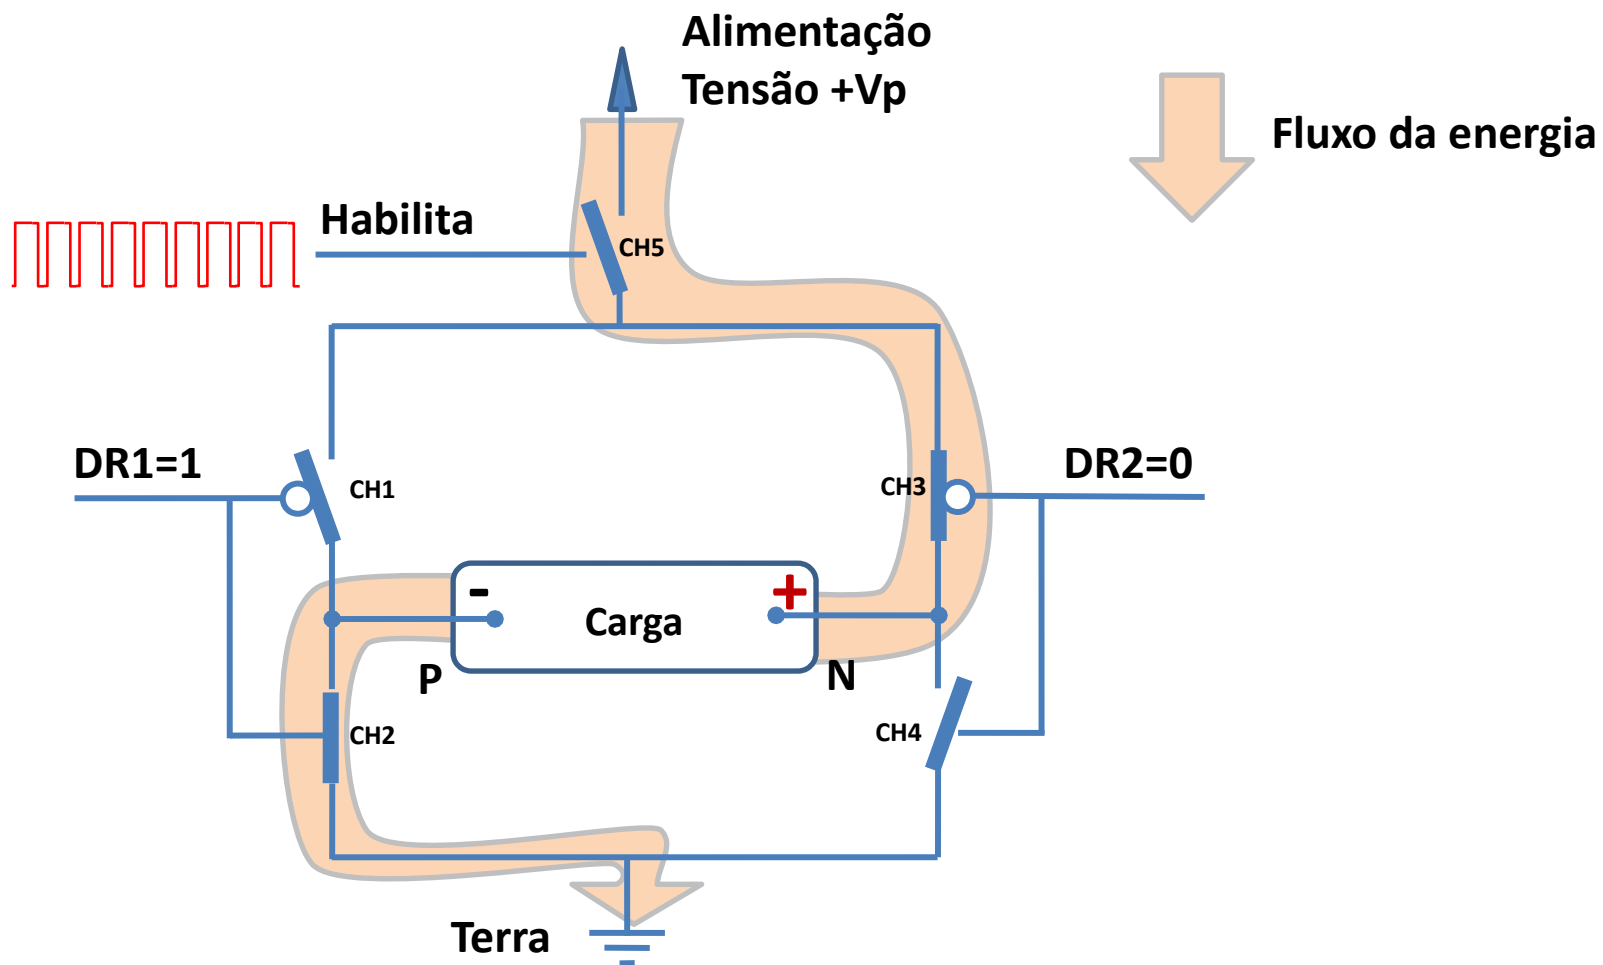 Alimentação
Tensão +Vp
Fluxo da energia
Habilita
CH5
DR1=1
CH1
CH3
DR2=0
-
+
Carga
P
N
CH2
CH4
Terra